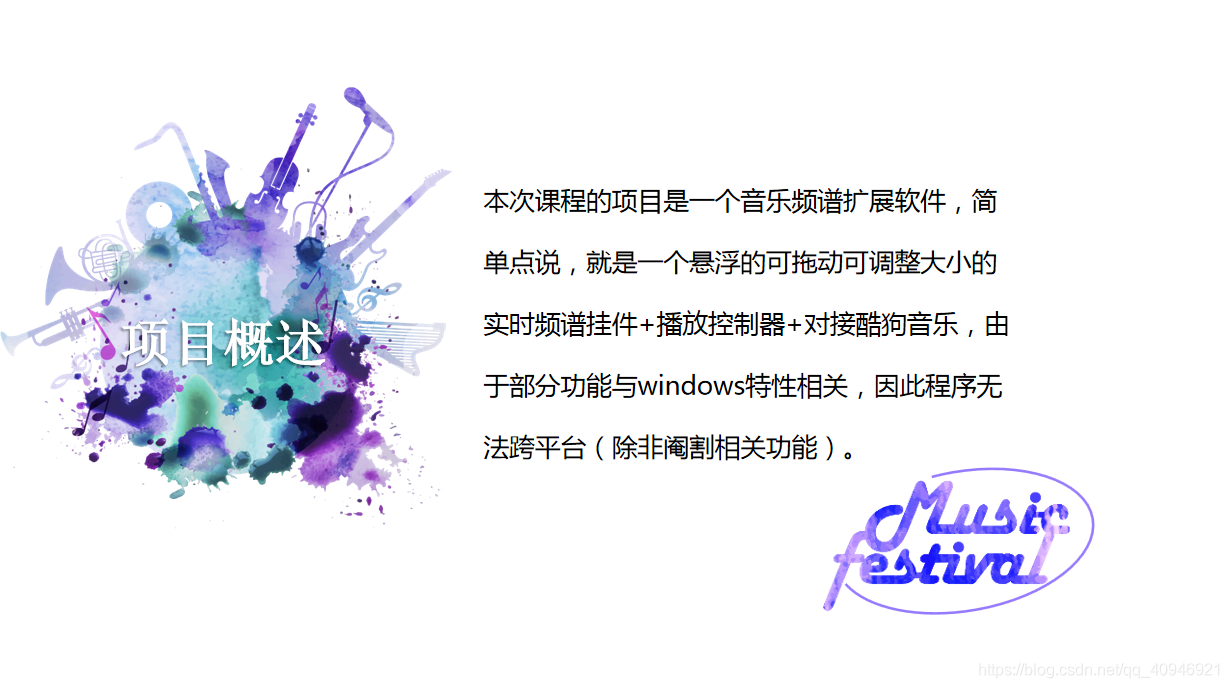 项目概述
本次课程的项目是一个音乐频谱扩展软件，简
单点说，就是一个悬浮的可拖动可调整大小的
实时频谱挂件+播放控制器+对接酷狗音乐，由
于部分功能与windows特性相关，因此程序无
法跨平台（除非阉割相关功能）。
Music
festival
https://blog.csdn.net/qq_40946921